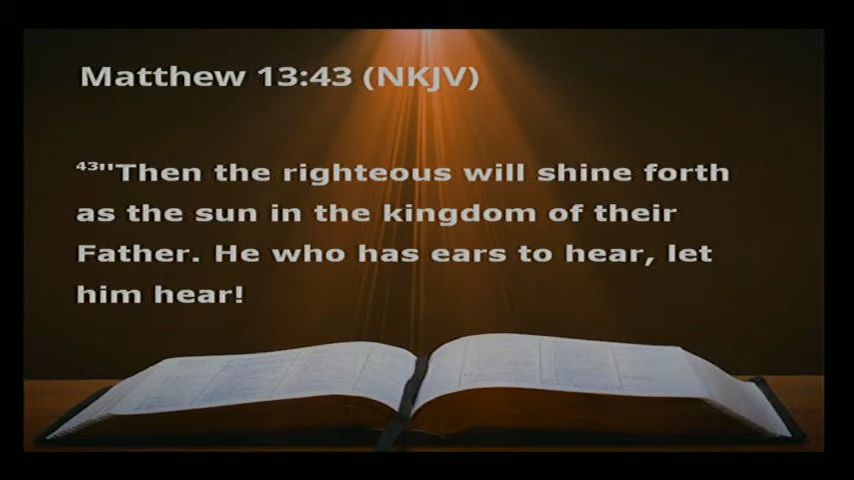 Matthew 13:43 (NKJV)
43"Then the righteous will shine forth
as the sun in the kingdom of their
Father. He who has ears to hear, let
him hear!